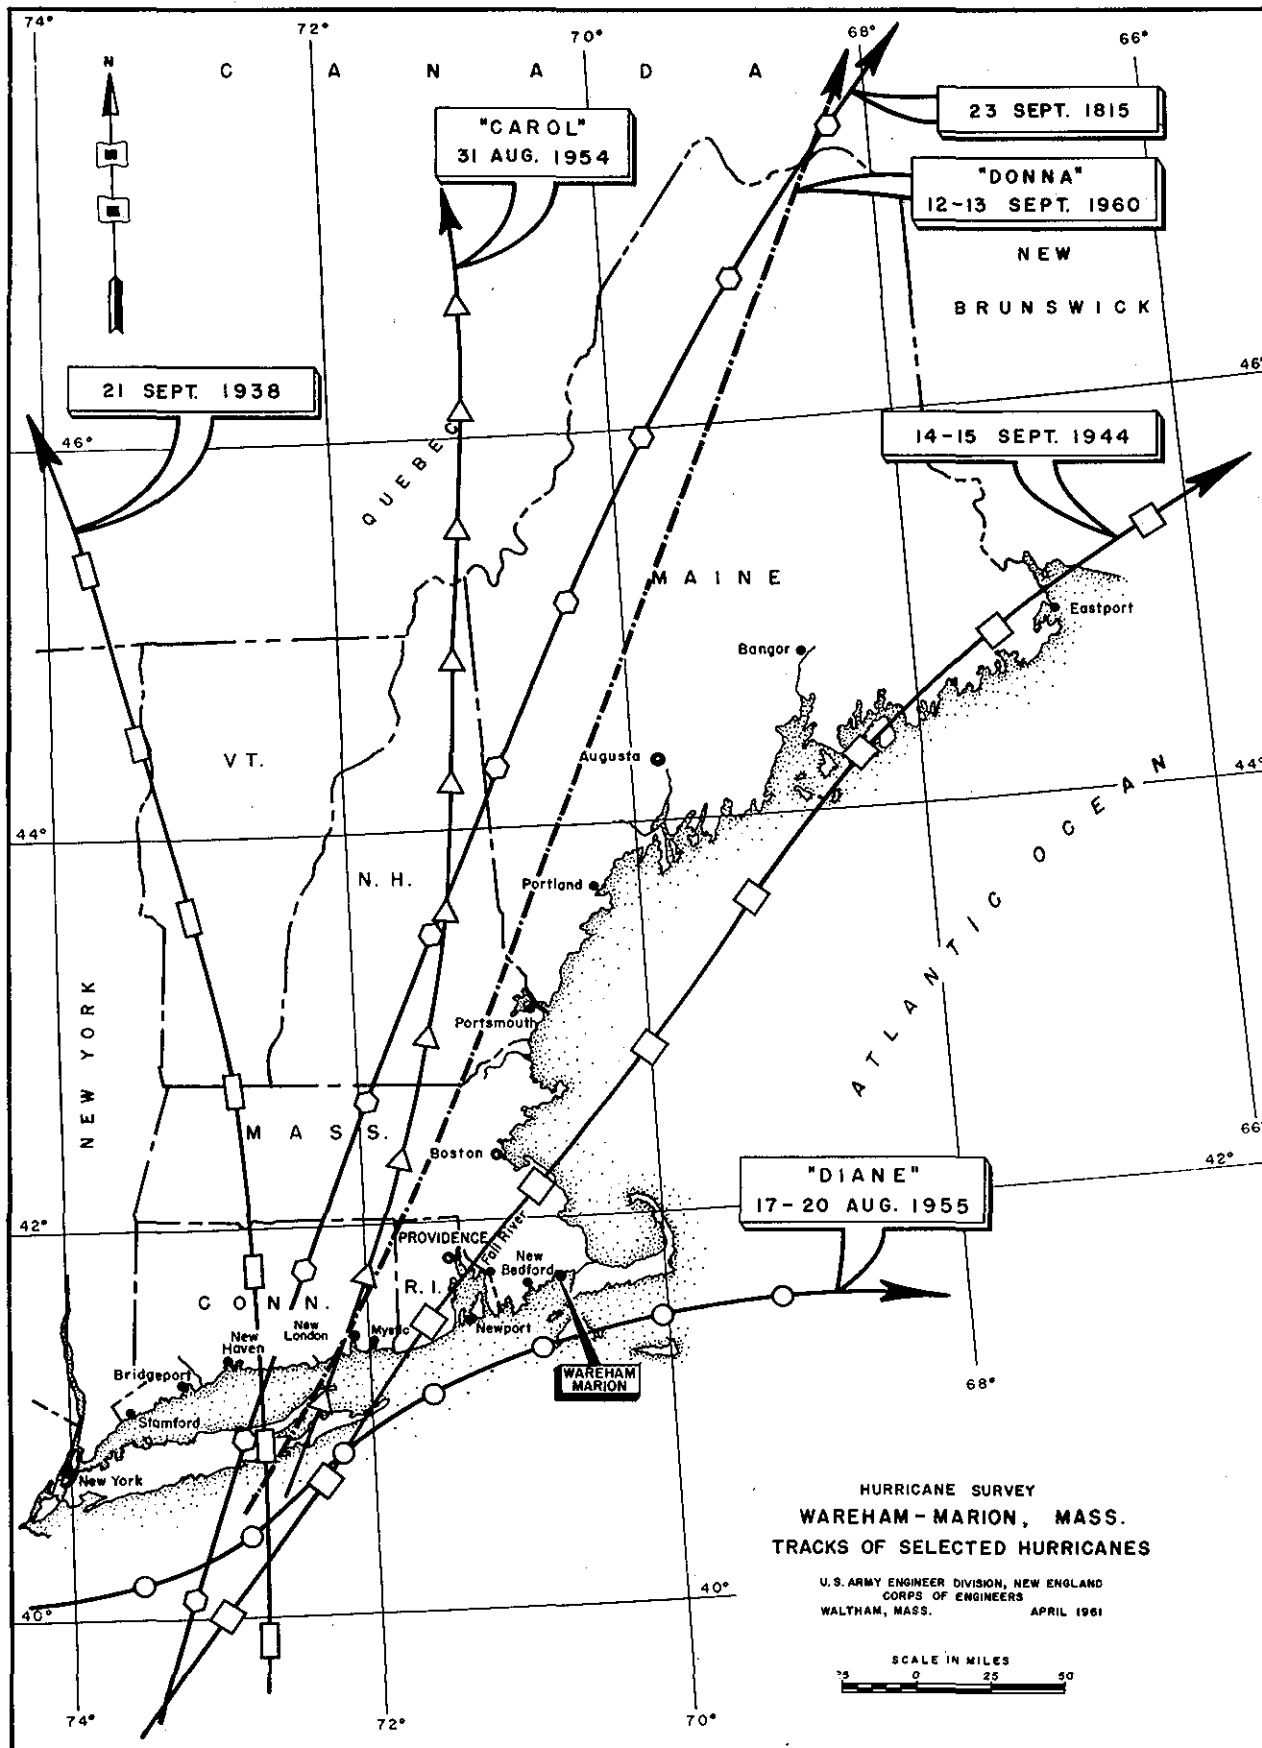 74°
72°
70°
68°
66°
N
CANADA
"CAROL"
31 AUG. 1954
23 SEPT. 1815
"DONNA"
12-13 SEPT. 1960
NEW
BRUNSWICK
21 SEPT. 1938
46°
46°
14-15 SEPT. 1944
QUEBEC
MAINE
Eastport
Bangor
VT.
Augusta
44°
44°
N.H.
Portland
ATLANTIC OCEAN
NEW YORK
Portsmouth
MASS.
Boston
66°
42°
"DIANE"
17-20 AUG. 1955
42°
PROVIDENCE
Fall River
New
Bedford
R.I.
CONN.
New
London
Mystic
Newport
New
Haven
Bridgeport
Stamford
WAREHAM
MARION
68°
New York
HURRICANE SURVEY
WAREHAM-MARION, MASS.
TRACKS OF SELECTED HURRICANES
U.S. ARMY ENGINEER DIVISION, NEW ENGLAND
CORPS OF ENGINEERS
WALTHAM, MASS. APRIL 1961
40°
40°
SCALE IN MILES
25 0 25 50
74°
72°
70°